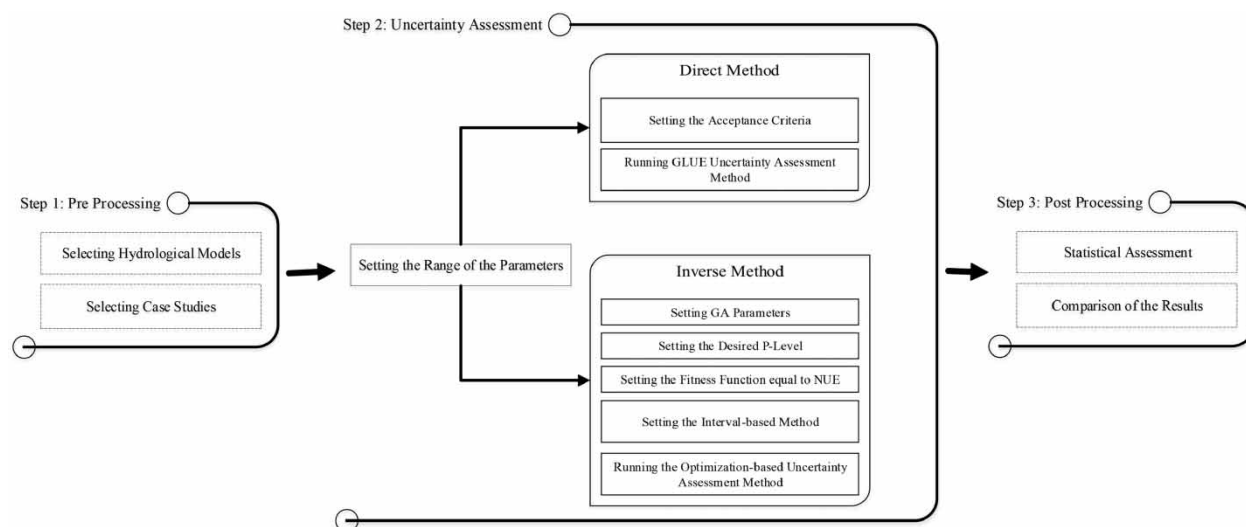 Step 1: Pre Processing
Selecting Hydrological Models
Selecting Case Studies
Step 2: Uncertainty Assessment
Setting the Range of the Parameters
Direct Method
Setting the Acceptance Criteria
Running GLUE Uncertainty Assessment
Method
Inverse Method
Setting GA Parameters
Setting the Desired P-Level
Setting the Fitness Function equal to NUE
Setting the Interval-based Method
Running the Optimization-based Uncertainty
Assessment Method
Step 3: Post Processing
Statistical Assessment
Comparison of the Results